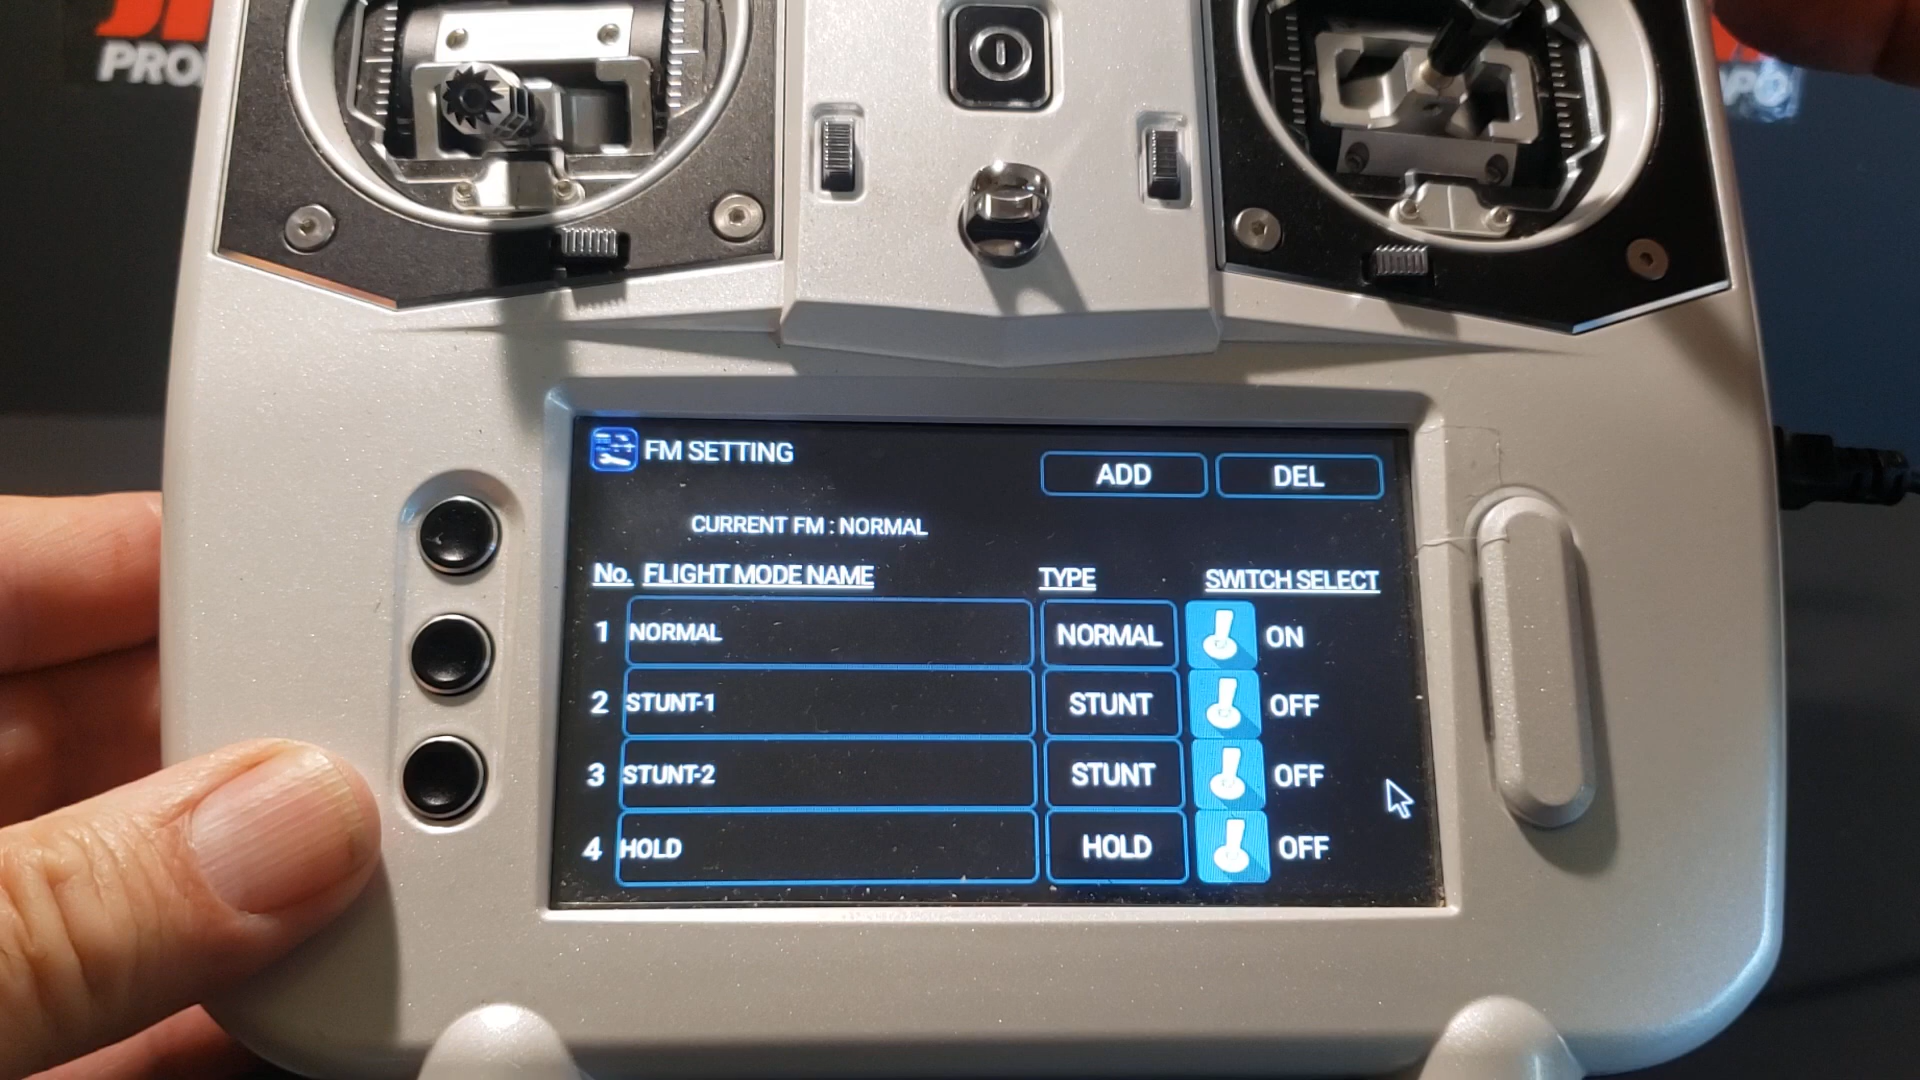 PRO
PO
FM SETTING
ADD DEL
CURRENT FM : NORMAL
No. FLIGHT MODE NAME TYPE SWITCH SELECT
1 NORMAL NORMAL ON
2 STUNT-1 STUNT OFF
3 STUNT-2 STUNT OFF
4 HOLD HOLD OFF